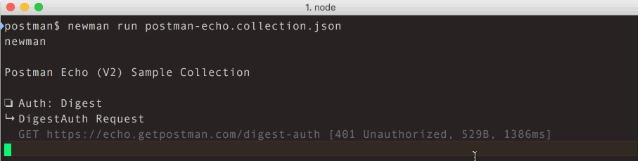 1. node
postman$ newman run postman-echo.collection.json
newman
Postman Echo (V2) Sample Collection
❏ Auth: Digest
↳ DigestAuth Request
GET https://echo.getpostman.com/digest-auth [401 Unauthorized, 529B, 1386ms]